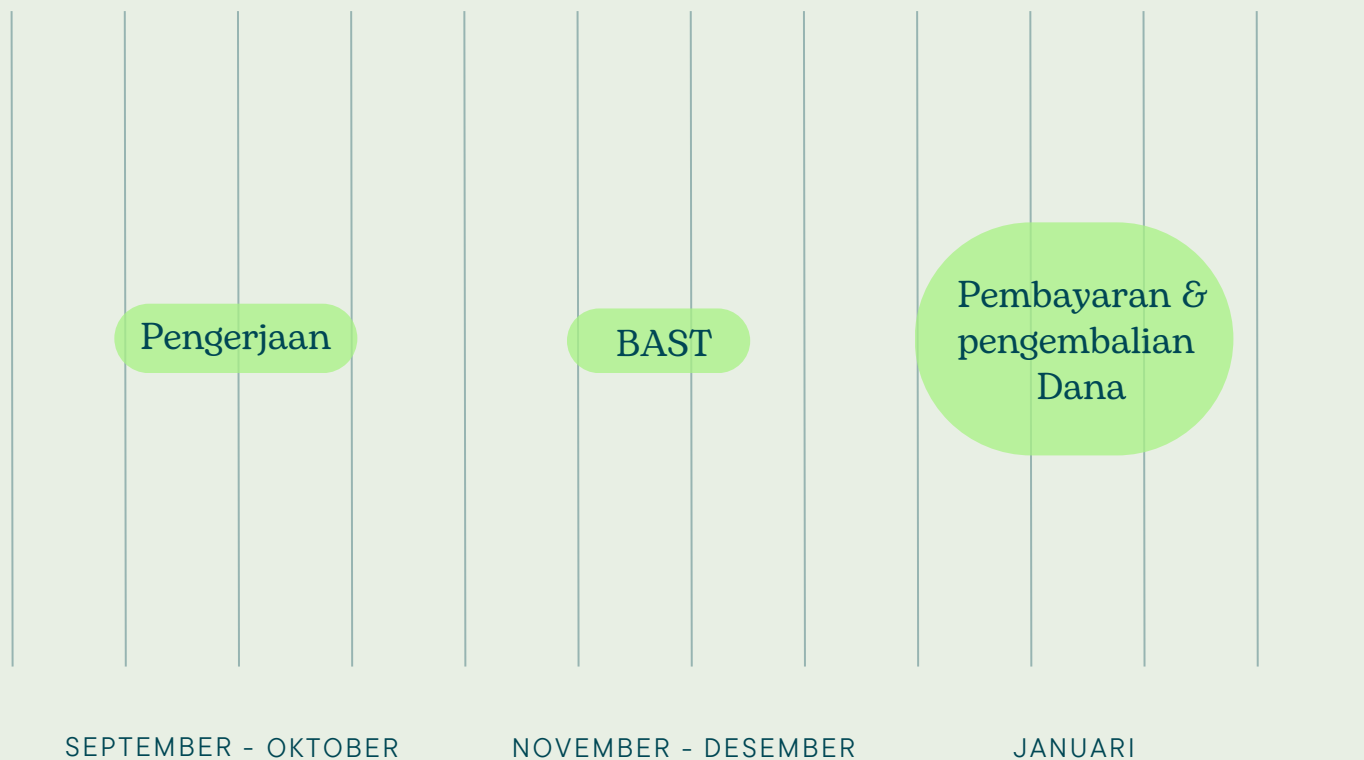 Pengerjaan
BAST
Pembayaran &
pengembalian
Dana
SEPTEMBER - OKTOBER
NOVEMBER - DESEMBER
JANUARI